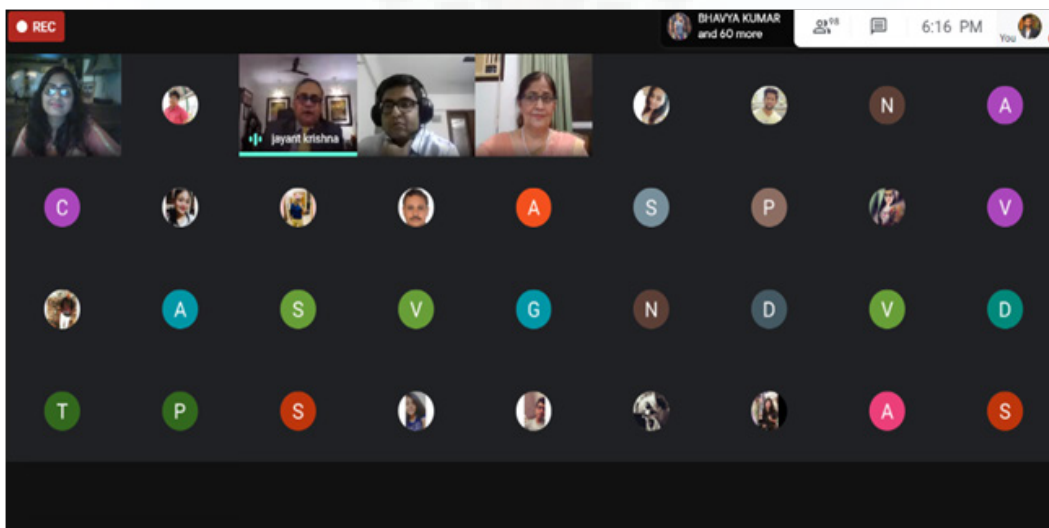 REC
BHAVYA KUMAR
and 60 more
98
6:16 PM
You
jayant krishna
N
A
C
A
S
P
V
A
S
V
G
N
D
V
D
T
P
S
A
S